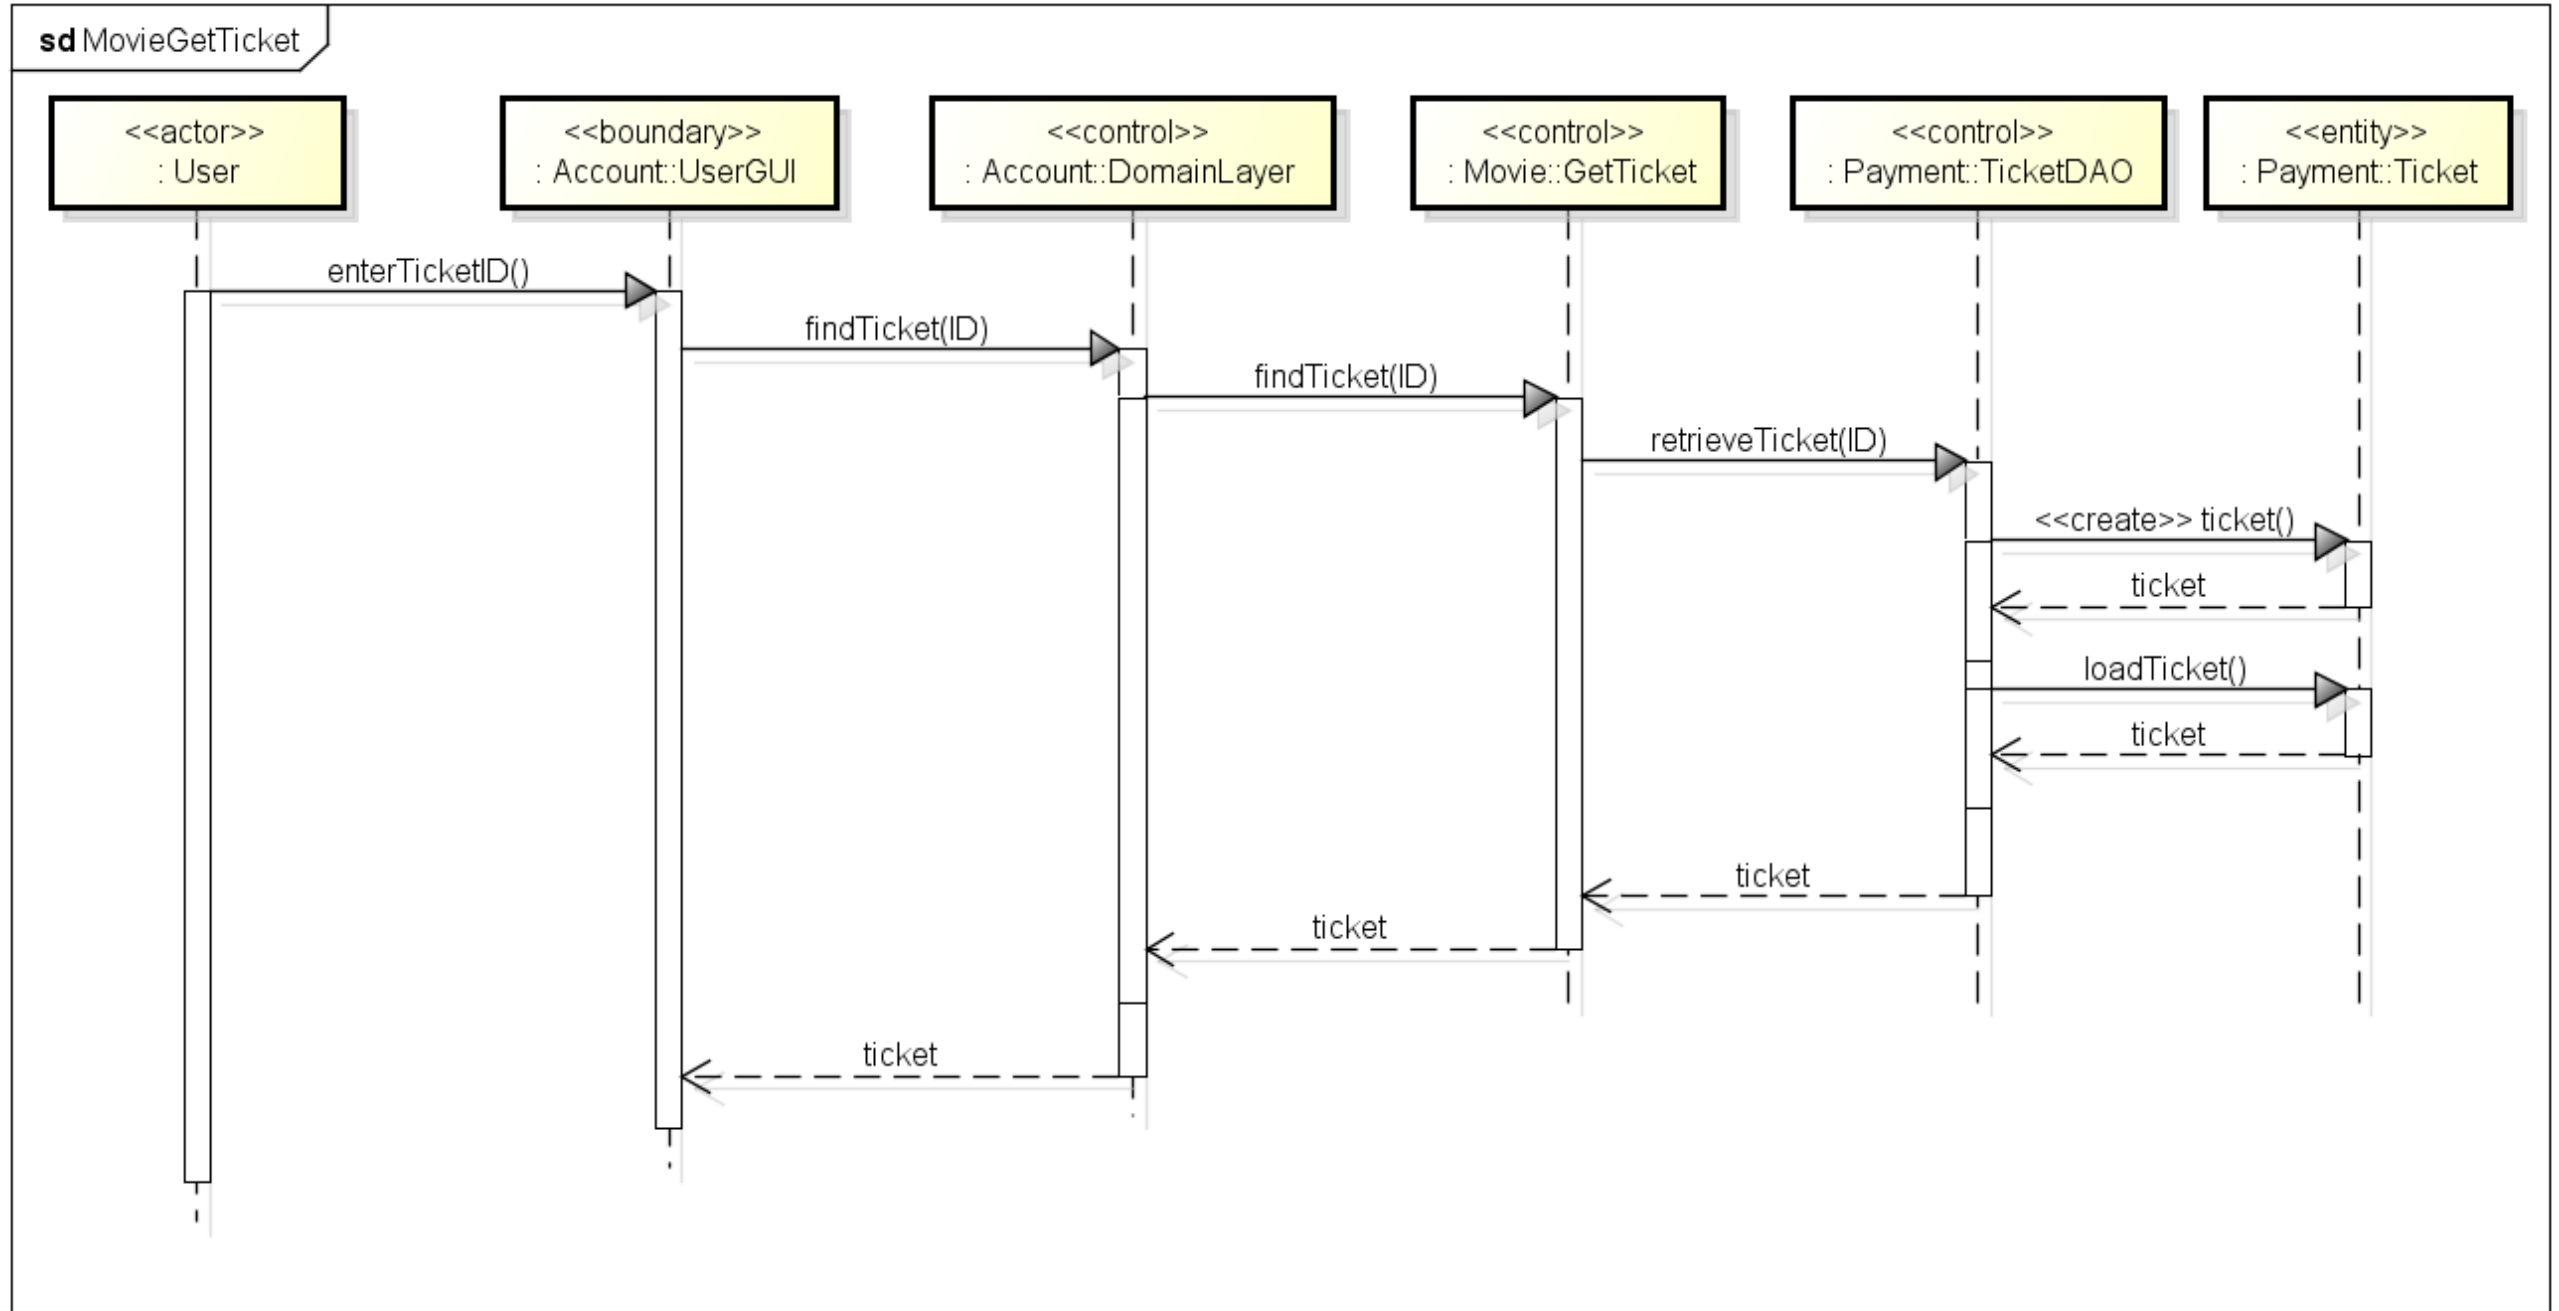 sd MovieGetTicket
<<actor>>
: User
<<boundary>>
: Account::UserGUI
<<control>>
: Account::DomainLayer
<<control>>
: Movie::GetTicket
<<control>>
: Payment::TicketDAO
<<entity>>
: Payment::Ticket
enterTicketID()
findTicket(ID)
findTicket(ID)
retrieveTicket(ID)
<<create>> ticket()
ticket
loadTicket()
ticket
ticket
ticket
ticket